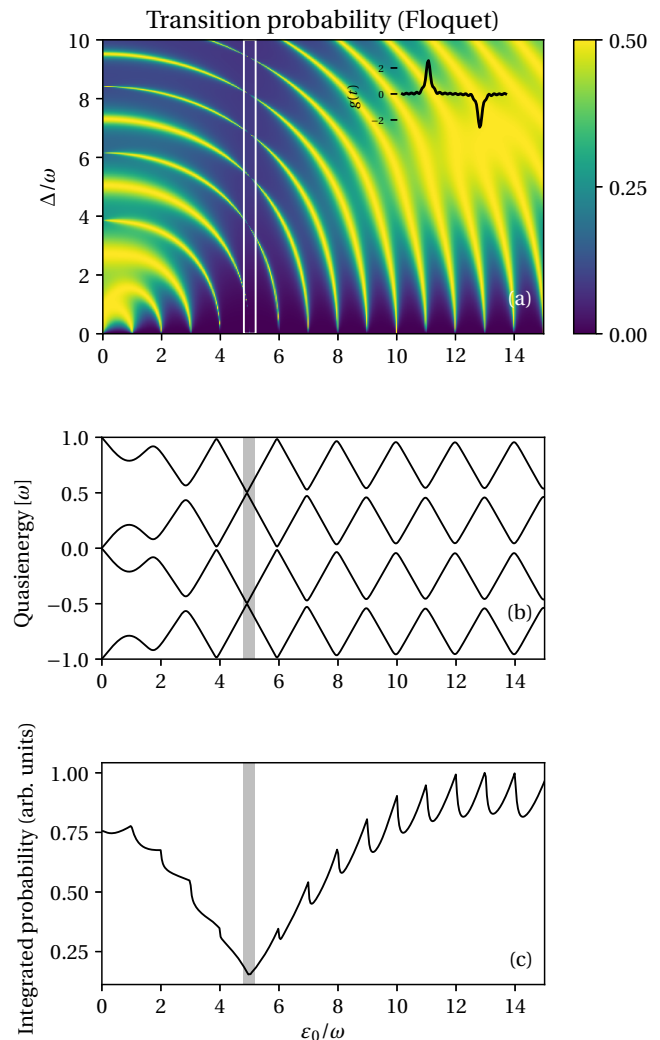 Transition probability (Floquet)
10
8
6
4
2
0
Δ/ω
0 2 4 6 8 10 12 14
g(t)
2
0
−2
(a)
0.50
0.25
0.00
1.0
0.5
0.0
−0.5
−1.0
Quasienergy [ω]
(b)
0 2 4 6 8 10 12 14
1.00
0.75
0.50
0.25
Integrated probability (arb. units)
(c)
0 2 4 6 8 10 12 14
ε₀/ω